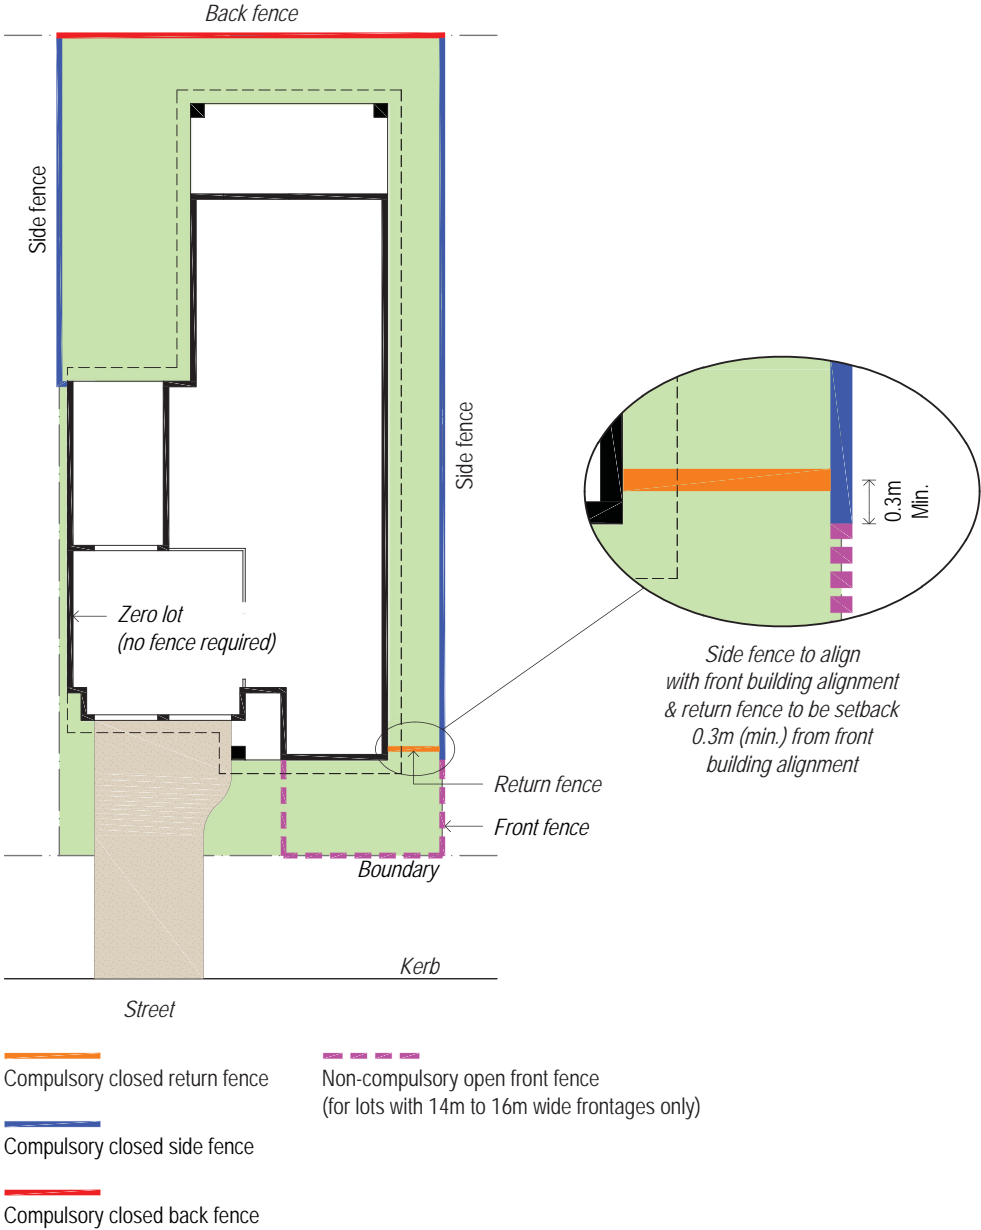 Back fence
Side fence
Side fence
0.3m
Min.
Zero lot
(no fence required)
Side fence to align
with front building alignment
& return fence to be setback
0.3m (min.) from front
building alignment
Return fence
Front fence
Boundary
Kerb
Street
Compulsory closed return fence
Non-compulsory open front fence
(for lots with 14m to 16m wide frontages only)
Compulsory closed side fence
Compulsory closed back fence